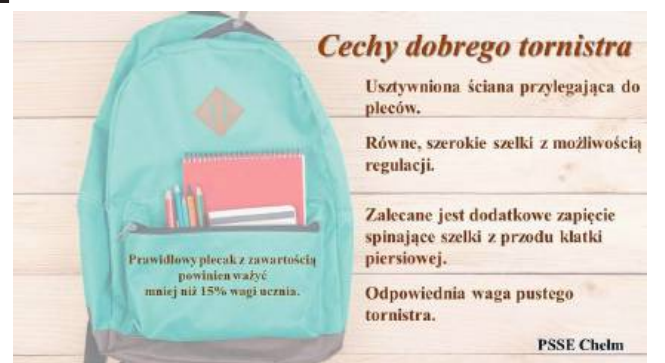 Cechy dobrego tornistra
Usztywniona ściana przylegająca do
pleców.
Równe, szerokie szelki z możliwością
regulacji.
Zalecane jest dodatkowe zapięcie
spinające szelki z przodu klatki
piersiowej.
Odpowiednia waga pustego
tornistra.
Prawidłowy plecak z zawartością
powinien ważyć
mniej niż 15% wagi ucznia.
PSSE Chełm